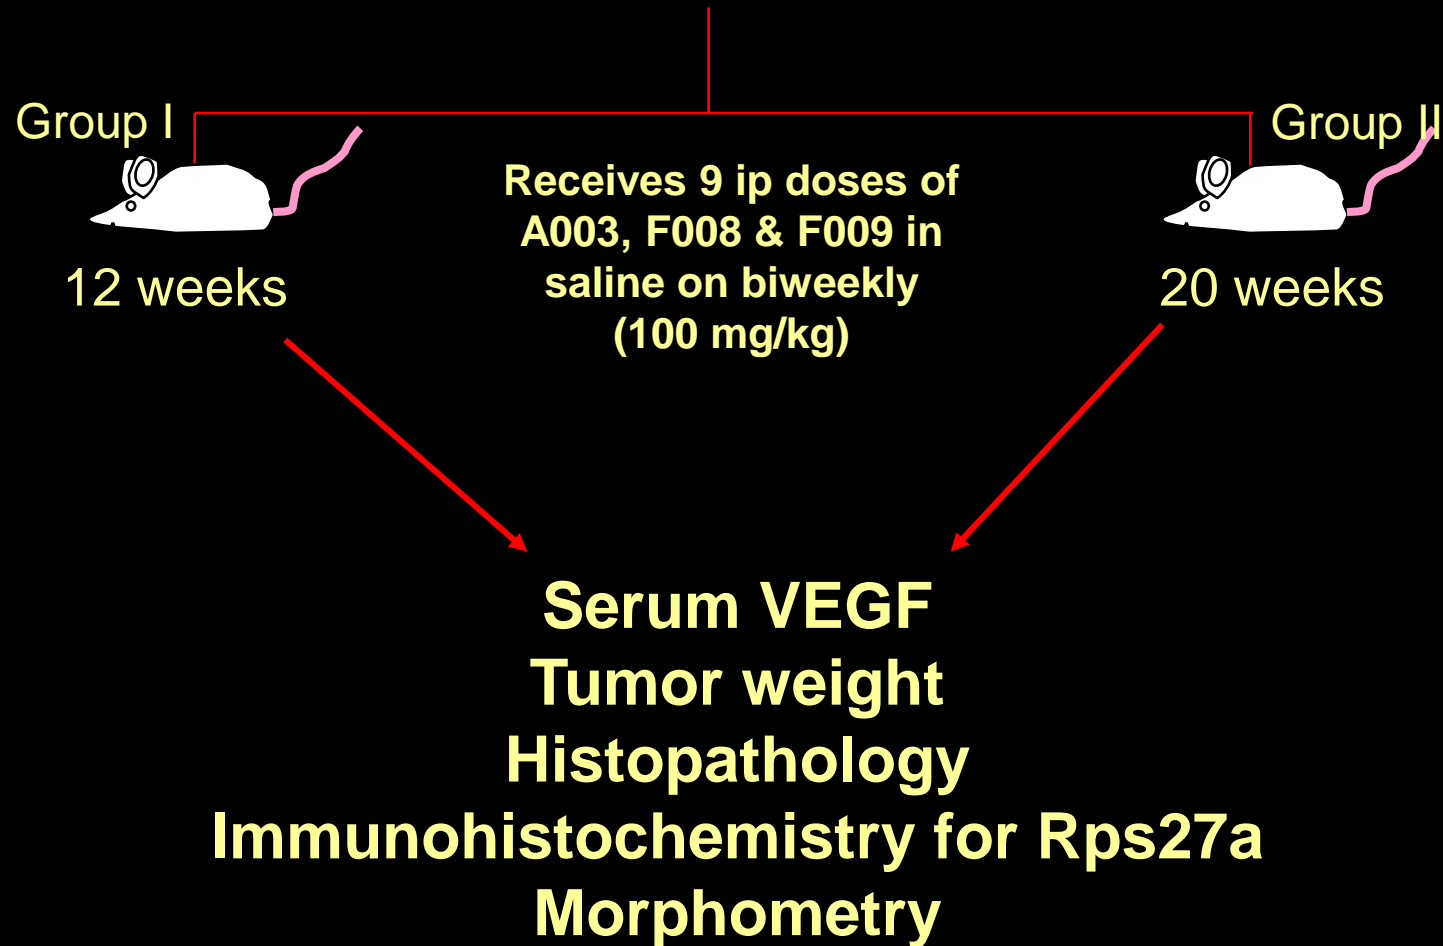 Group I
Group II
Receives 9 ip doses of
A003, F008 & F009 in
saline on biweekly
(100 mg/kg)
12 weeks
20 weeks
Serum VEGF
Tumor weight
Histopathology
Immunohistochemistry for Rps27a
Morphometry